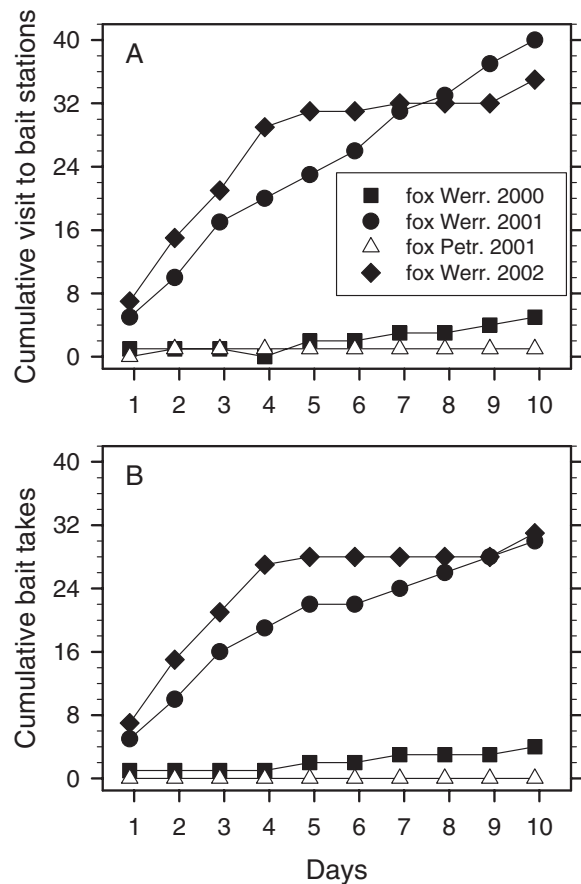 Cumulative visit to bait stations
40
32
24
16
8
0
A
fox Werr. 2000
fox Werr. 2001
fox Petr. 2001
fox Werr. 2002
1 2 3 4 5 6 7 8 9 10
Cumulative bait takes
40
32
24
16
8
0
B
1 2 3 4 5 6 7 8 9 10
Days